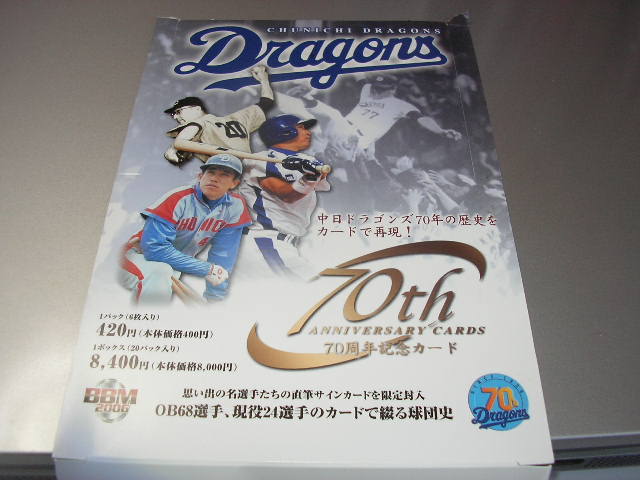 CHUNICHI DRAGONS
Dragons
20
77
中日ドラゴンズ70年の歴史を
カードで再現！
70th
ANNIVERSARY CARDS
70周年記念カード
1パック(6枚入り)
420円(本体価格400円)
1ボックス(20パック入り)
8,400円(本体価格8,000円)
BBM
2006
思い出の名選手たちの直筆サインカードを限定封入
OB68選手、現役24選手のカードで綴る球団史
70
Dragons